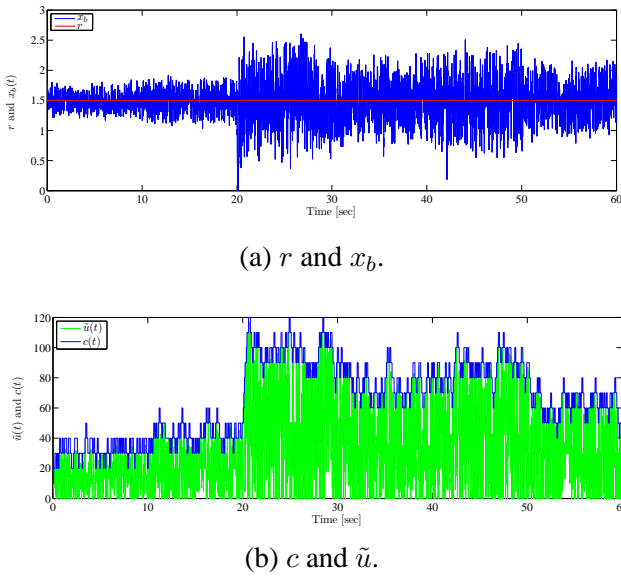 3
2.5
2
1.5
1
0.5
0
r and x_b(t)
x_b
r
0 10 20 30 40 50 60
Time [sec]
(a) r and x_b.
120
100
80
60
40
20
0
ũ(t) and c(t)
ũ(t)
c(t)
0 10 20 30 40 50 60
Time [sec]
(b) c and ũ.